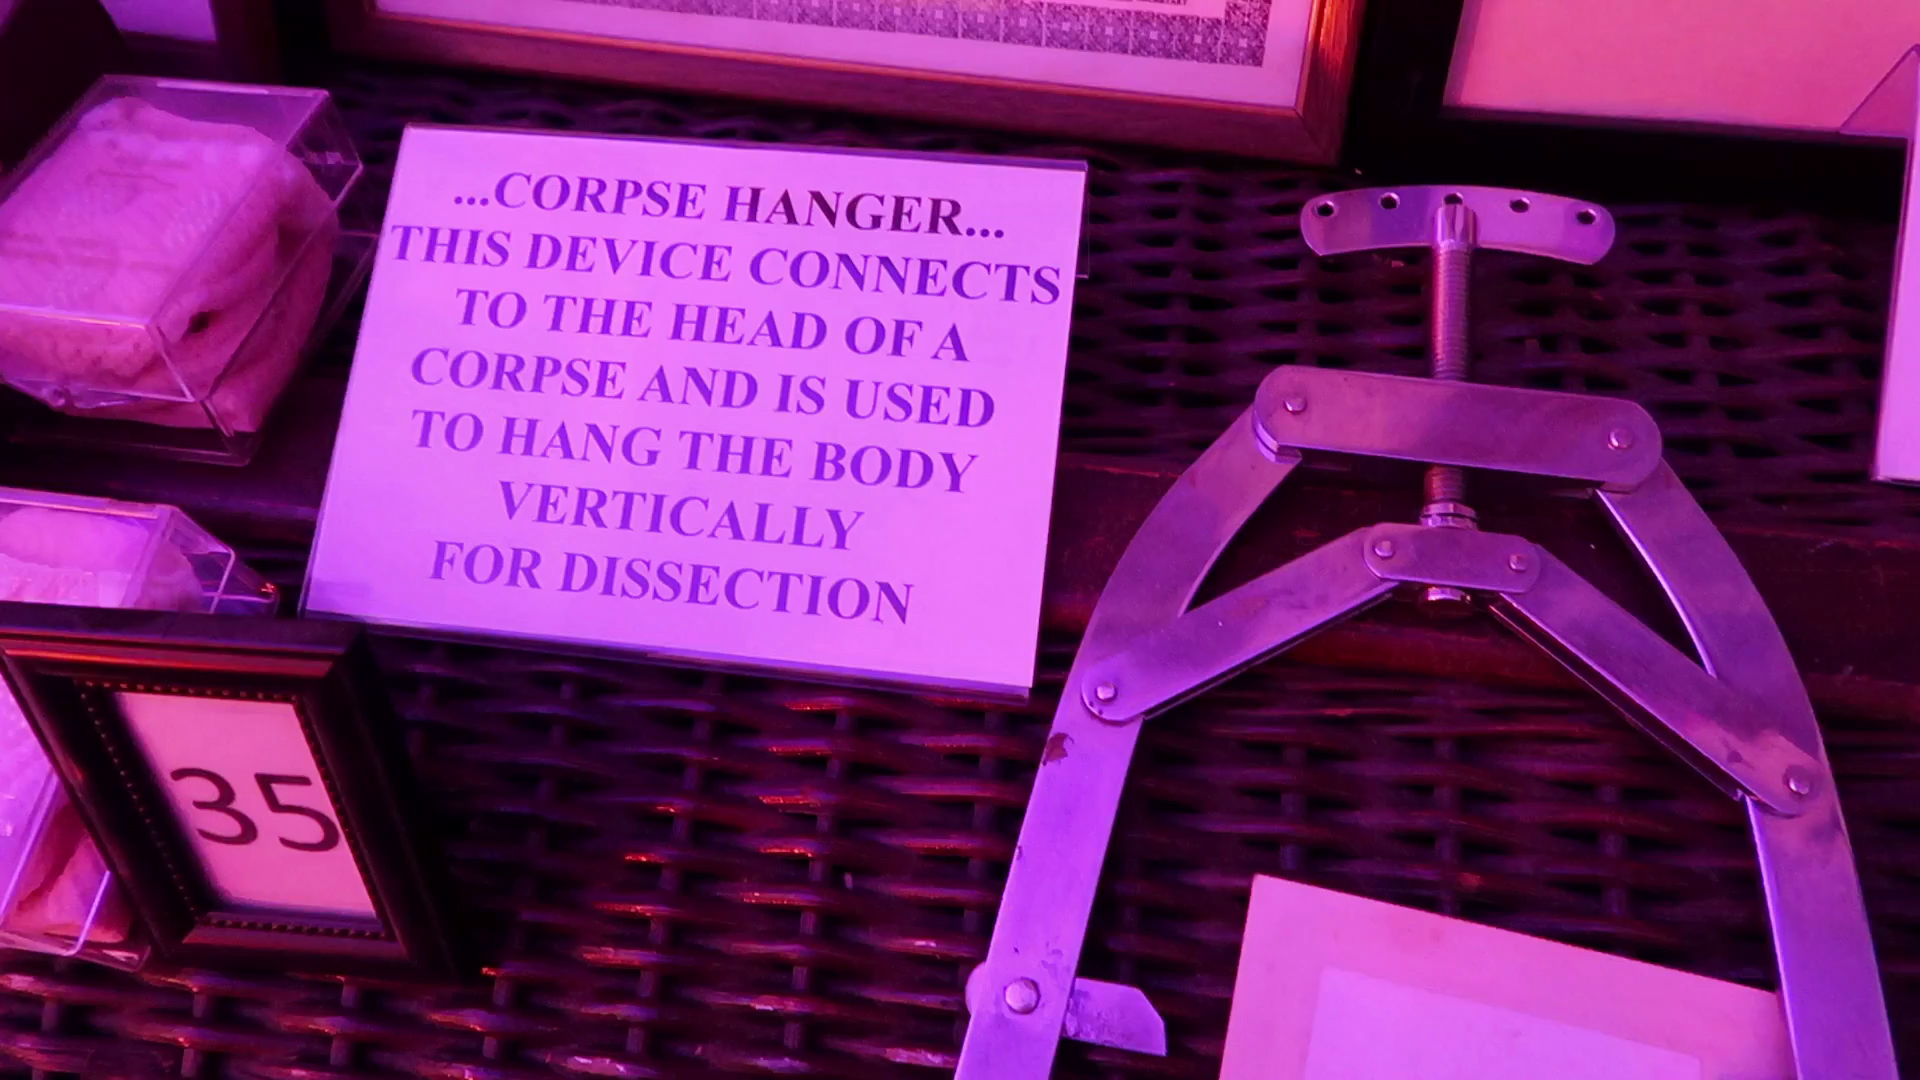 ...CORPSE HANGER...
THIS DEVICE CONNECTS
TO THE HEAD OF A
CORPSE AND IS USED
TO HANG THE BODY
VERTICALLY
FOR DISSECTION
35